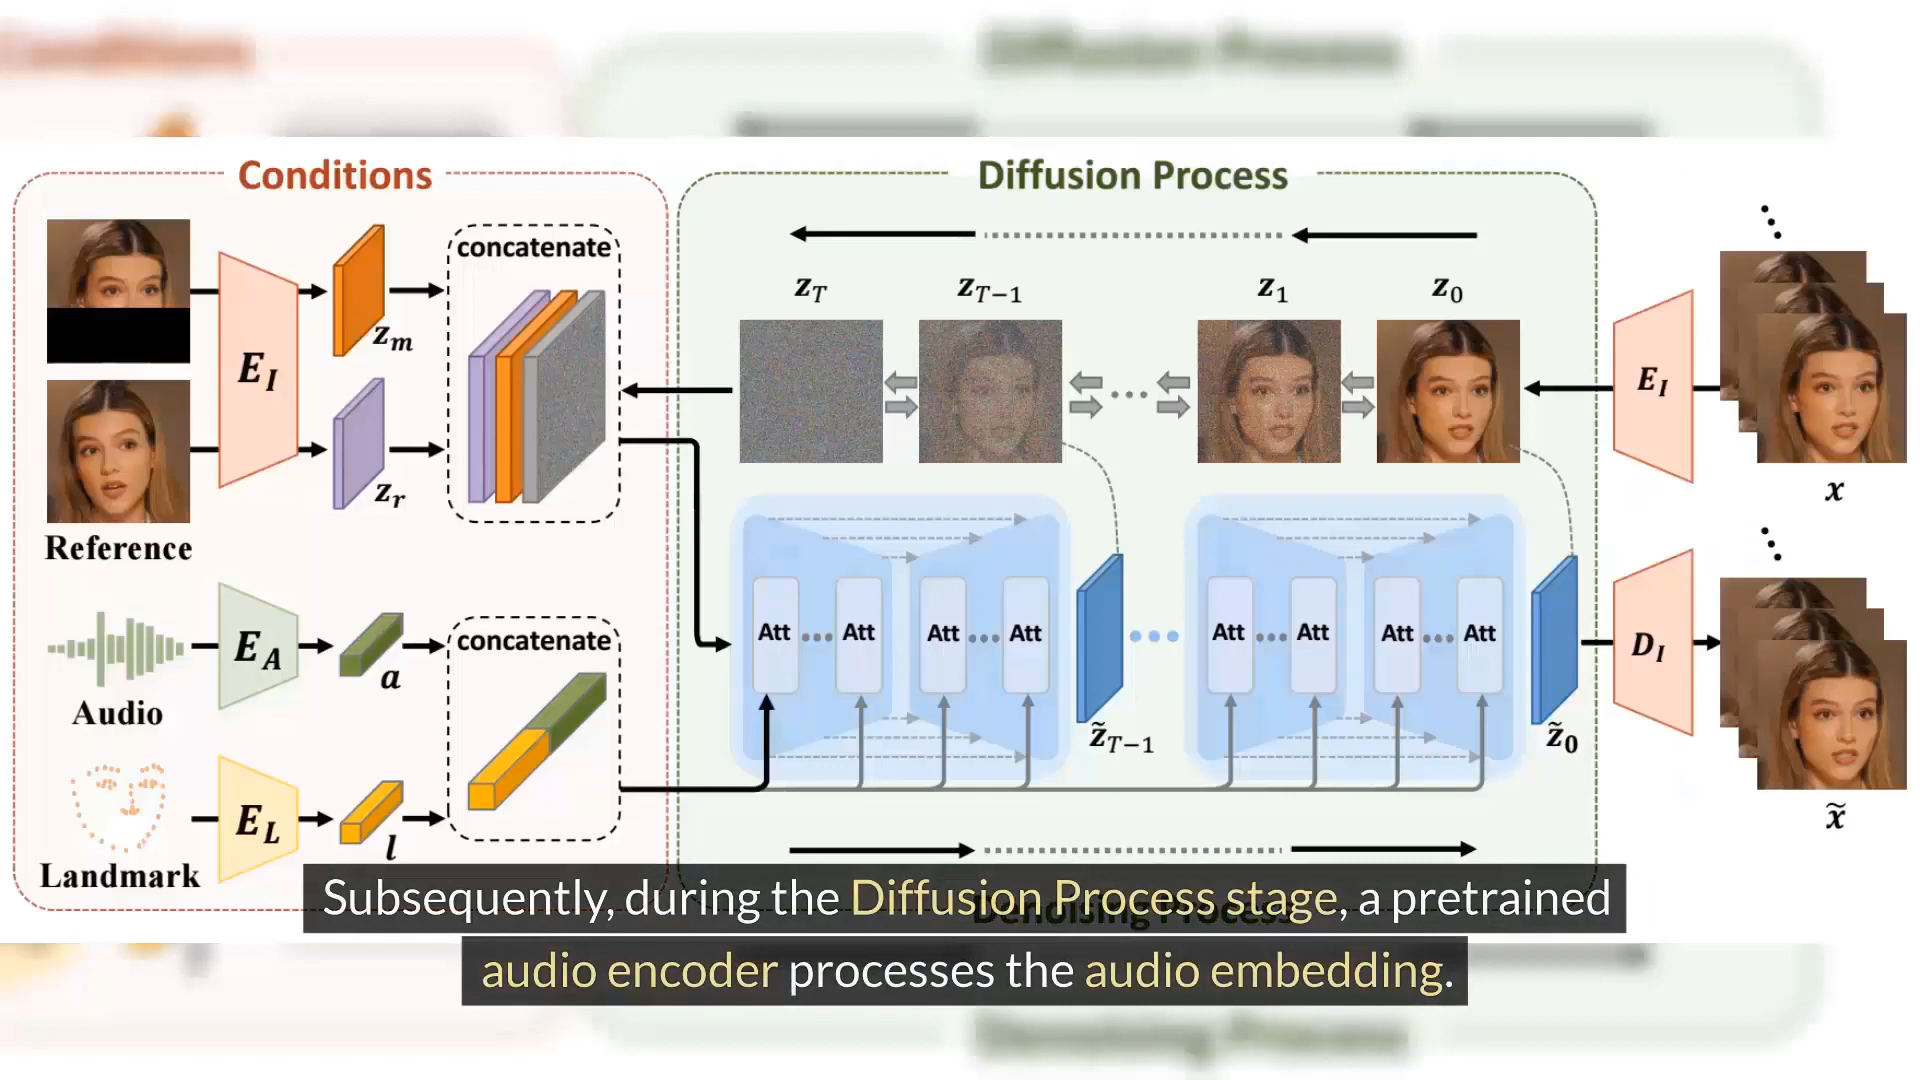 Conditions
Diffusion Process
concatenate
z_T
z_{T-1}
z_1
z_0
z_m
E_I
E_I
z_r
x
Reference
Att
Att
Att
Att
Att
Att
Att
Att
concatenate
E_A
a
D_I
Audio
z̃_{T-1}
z̃_0
E_L
l
x̃
Landmark
Denoising Process
Subsequently, during the Diffusion Process stage, a pretrained
audio encoder processes the audio embedding.